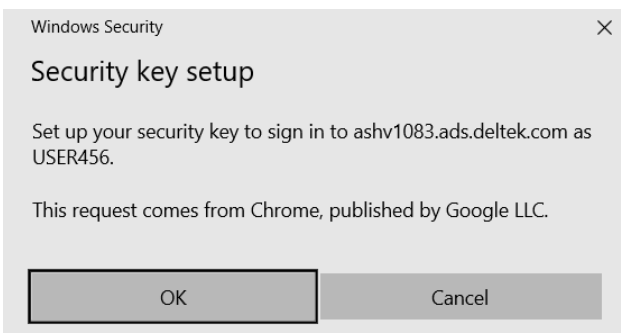 Windows Security
Security key setup
Set up your security key to sign in to ashv1083.ads.deltek.com as
USER456.
This request comes from Chrome, published by Google LLC.
OK
Cancel